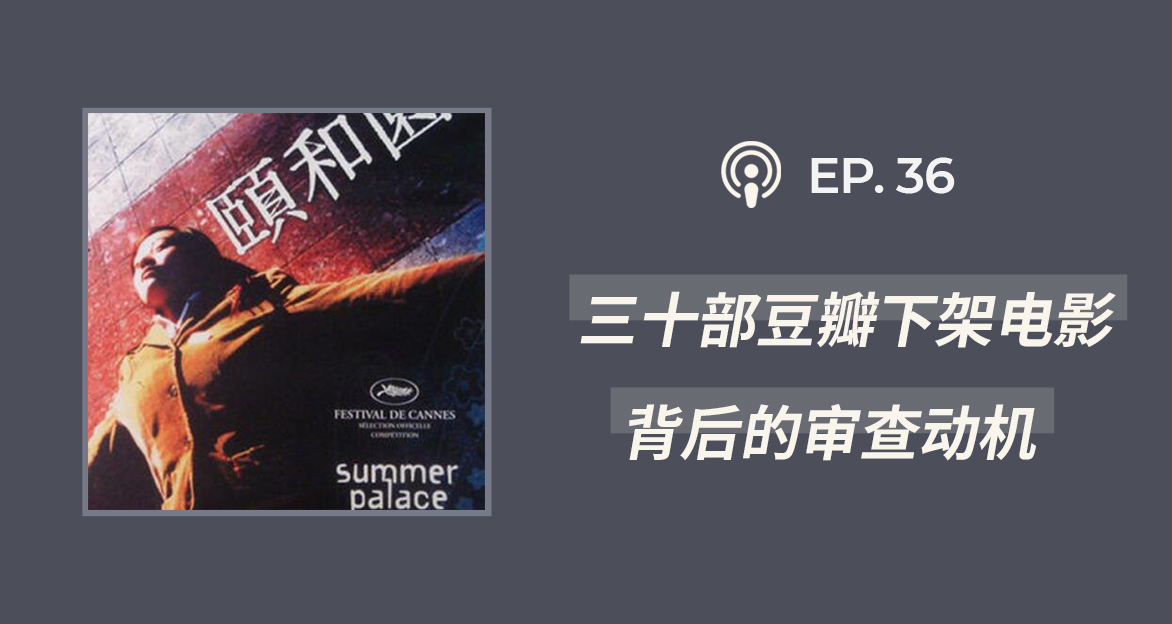 頤和園
FESTIVAL DE CANNES
SÉLECTION OFFICIELLE
COMPÉTITION
summer
palace
EP. 36
三十部豆瓣下架电影
背后的审查动机